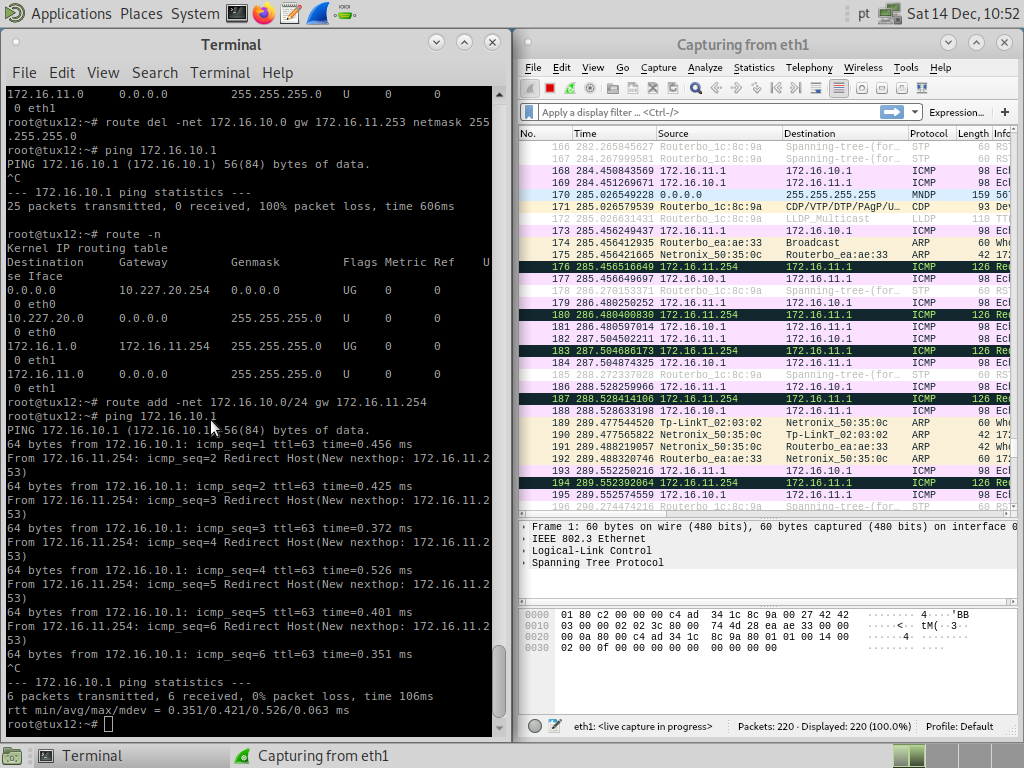 Applications Places System pt Sat 14 Dec, 10:52
Terminal
File Edit View Search Terminal Help
172.16.11.0 0.0.0.0 255.255.255.0 U 0 0
0 eth1
root@tux12:~# route del -net 172.16.10.0 gw 172.16.11.253 netmask 255
.255.255.0
root@tux12:~# ping 172.16.10.1
PING 172.16.10.1 (172.16.10.1) 56(84) bytes of data.
^C
--- 172.16.10.1 ping statistics ---
25 packets transmitted, 0 received, 100% packet loss, time 606ms
root@tux12:~# route -n
Kernel IP routing table
Destination Gateway Genmask Flags Metric Ref U
se Iface
0.0.0.0 10.227.20.254 0.0.0.0 UG 0 0
0 eth0
10.227.20.0 0.0.0.0 255.255.255.0 U 0 0
0 eth0
172.16.1.0 172.16.11.254 255.255.255.0 UG 0 0
0 eth1
172.16.11.0 0.0.0.0 255.255.255.0 U 0 0
0 eth1
root@tux12:~# route add -net 172.16.10.0/24 gw 172.16.11.254
root@tux12:~# ping 172.16.10.1
PING 172.16.10.1 (172.16.10.1) 56(84) bytes of data.
64 bytes from 172.16.10.1: icmp_seq=1 ttl=63 time=0.456 ms
From 172.16.11.254: icmp_seq=2 Redirect Host(New nexthop: 172.16.11.2
53)
64 bytes from 172.16.10.1: icmp_seq=2 ttl=63 time=0.425 ms
From 172.16.11.254: icmp_seq=3 Redirect Host(New nexthop: 172.16.11.2
53)
64 bytes from 172.16.10.1: icmp_seq=3 ttl=63 time=0.372 ms
From 172.16.11.254: icmp_seq=4 Redirect Host(New nexthop: 172.16.11.2
53)
64 bytes from 172.16.10.1: icmp_seq=4 ttl=63 time=0.526 ms
From 172.16.11.254: icmp_seq=5 Redirect Host(New nexthop: 172.16.11.2
53)
64 bytes from 172.16.10.1: icmp_seq=5 ttl=63 time=0.401 ms
From 172.16.11.254: icmp_seq=6 Redirect Host(New nexthop: 172.16.11.2
53)
64 bytes from 172.16.10.1: icmp_seq=6 ttl=63 time=0.351 ms
^C
--- 172.16.10.1 ping statistics ---
6 packets transmitted, 6 received, 0% packet loss, time 106ms
rtt min/avg/max/mdev = 0.351/0.421/0.526/0.063 ms
root@tux12:~#
Capturing from eth1
File Edit View Go Capture Analyze Statistics Telephony Wireless Tools Help
Apply a display filter ... <Ctrl-/> Expression... +
No. Time Source Destination Protocol Length Info
166 282.265845627 Routerbo_1c:8c:9a Spanning-tree-(for… STP 60 RS
167 284.267999581 Routerbo_1c:8c:9a Spanning-tree-(for… STP 60 RS
168 284.450843569 172.16.11.1 172.16.10.1 ICMP 98 Ech
169 284.451269671 172.16.10.1 172.16.11.1 ICMP 98 Ech
170 285.026549228 0.0.0.0 255.255.255.255 MNDP 159 56
171 285.026579539 Routerbo_1c:8c:9a CDP/VTP/DTP/PAgP/U… CDP 93 Dev
172 285.026631431 Routerbo_1c:8c:9a LLDP_Multicast LLDP 110 TT
173 285.456249437 172.16.11.1 172.16.10.1 ICMP 98 Ech
174 285.456412935 Routerbo_ea:ae:33 Broadcast ARP 60 Who
175 285.456421665 Netronix_50:35:0c Routerbo_ea:ae:33 ARP 42 172
176 285.456516649 172.16.11.254 172.16.11.1 ICMP 126 Red
177 285.456649697 172.16.10.1 172.16.11.1 ICMP 98 Ech
178 286.270153371 Routerbo_1c:8c:9a Spanning-tree-(for… STP 60 RS
179 286.480250252 172.16.11.1 172.16.10.1 ICMP 98 Ech
180 286.480400830 172.16.11.254 172.16.11.1 ICMP 126 Red
181 286.480597014 172.16.10.1 172.16.11.1 ICMP 98 Ech
182 287.504502211 172.16.11.1 172.16.10.1 ICMP 98 Ech
183 287.504686173 172.16.11.254 172.16.11.1 ICMP 126 Red
184 287.504874325 172.16.10.1 172.16.11.1 ICMP 98 Ech
185 288.272337028 Routerbo_1c:8c:9a Spanning-tree-(for… STP 60 RS
186 288.528259966 172.16.11.1 172.16.10.1 ICMP 98 Ech
187 288.528414106 172.16.11.254 172.16.11.1 ICMP 126 Red
188 288.528633198 172.16.10.1 172.16.11.1 ICMP 98 Ech
189 289.477544520 Tp-LinkT_02:03:02 Netronix_50:35:0c ARP 60 Who
190 289.477565822 Netronix_50:35:0c Tp-LinkT_02:03:02 ARP 42 172
191 289.488219057 Netronix_50:35:0c Routerbo_ea:ae:33 ARP 42 Who
192 289.488320746 Routerbo_ea:ae:33 Netronix_50:35:0c ARP 60 172
193 289.552250216 172.16.11.1 172.16.10.1 ICMP 98 Ech
194 289.552392064 172.16.11.254 172.16.11.1 ICMP 126 Red
195 289.552574559 172.16.10.1 172.16.11.1 ICMP 98 Ech
196 290.274474216 Routerbo_1c:8c:9a Spanning-tree-(for… STP 60 RS
Frame 1: 60 bytes on wire (480 bits), 60 bytes captured (480 bits) on interface 0
IEEE 802.3 Ethernet
Logical-Link Control
Spanning Tree Protocol
0000 01 80 c2 00 00 00 c4 ad 34 1c 8c 9a 00 27 42 42 ········ 4····'BB
0010 03 00 00 02 02 3c 80 00 74 4d 28 ea ae 33 00 00 ·····<·· tM(··3··
0020 00 0a 80 00 c4 ad 34 1c 8c 9a 80 01 01 00 14 00 ······4· ········
0030 02 00 0f 00 00 00 00 00 00 00 00 00 ········ ····
eth1: <live capture in progress> Packets: 220 · Displayed: 220 (100.0%) Profile: Default
Terminal Capturing from eth1